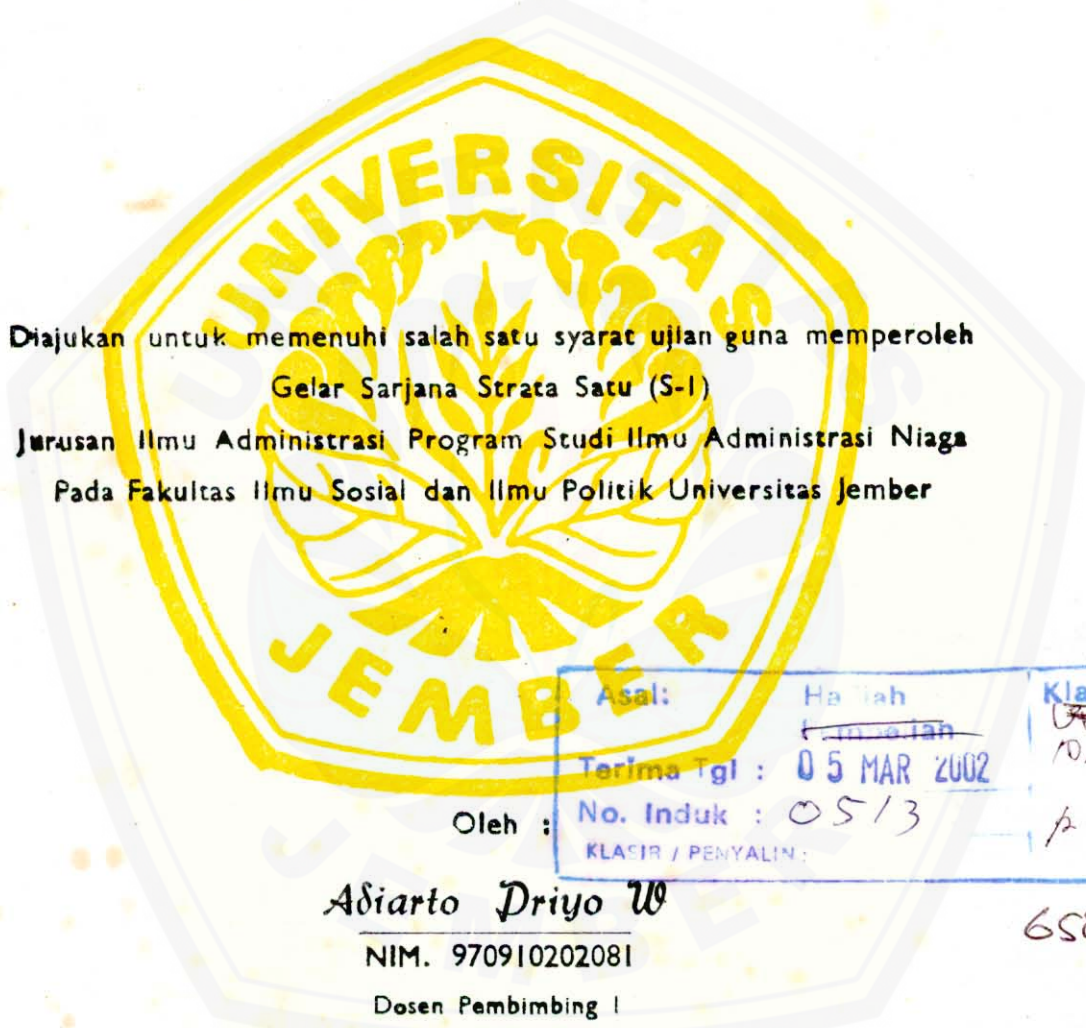 UNIVERSITAS
JEMBER
Diajukan untuk memenuhi salah satu syarat ujian guna memperoleh
Gelar Sarjana Strata Satu (S-1)
Jurusan Ilmu Administrasi Program Studi Ilmu Administrasi Niaga
Pada Fakultas Ilmu Sosial dan Ilmu Politik Universitas Jember
Asal:
Terima Tgl : 05 MAR 2002
No. Induk : 0513
KLASIR / PENYALIN :
Oleh :
Adiarto Driyo W
NIM. 970910202081
Dosen Pembimbing I